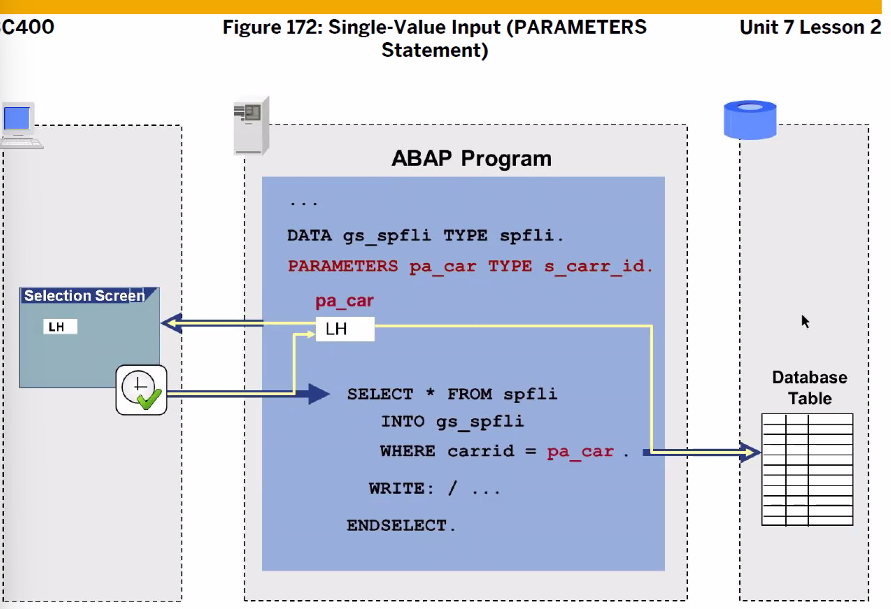 C400
Figure 172: Single-Value Input (PARAMETERS
Statement)
Unit 7 Lesson 2
ABAP Program
...
DATA gs_spfli TYPE spfli.
PARAMETERS pa_car TYPE s_carr_id.
Selection Screen
LH
pa_car
LH
SELECT * FROM spfli
INTO gs_spfli
WHERE carrid = pa_car .
WRITE: / ...
ENDSELECT.
Database
Table